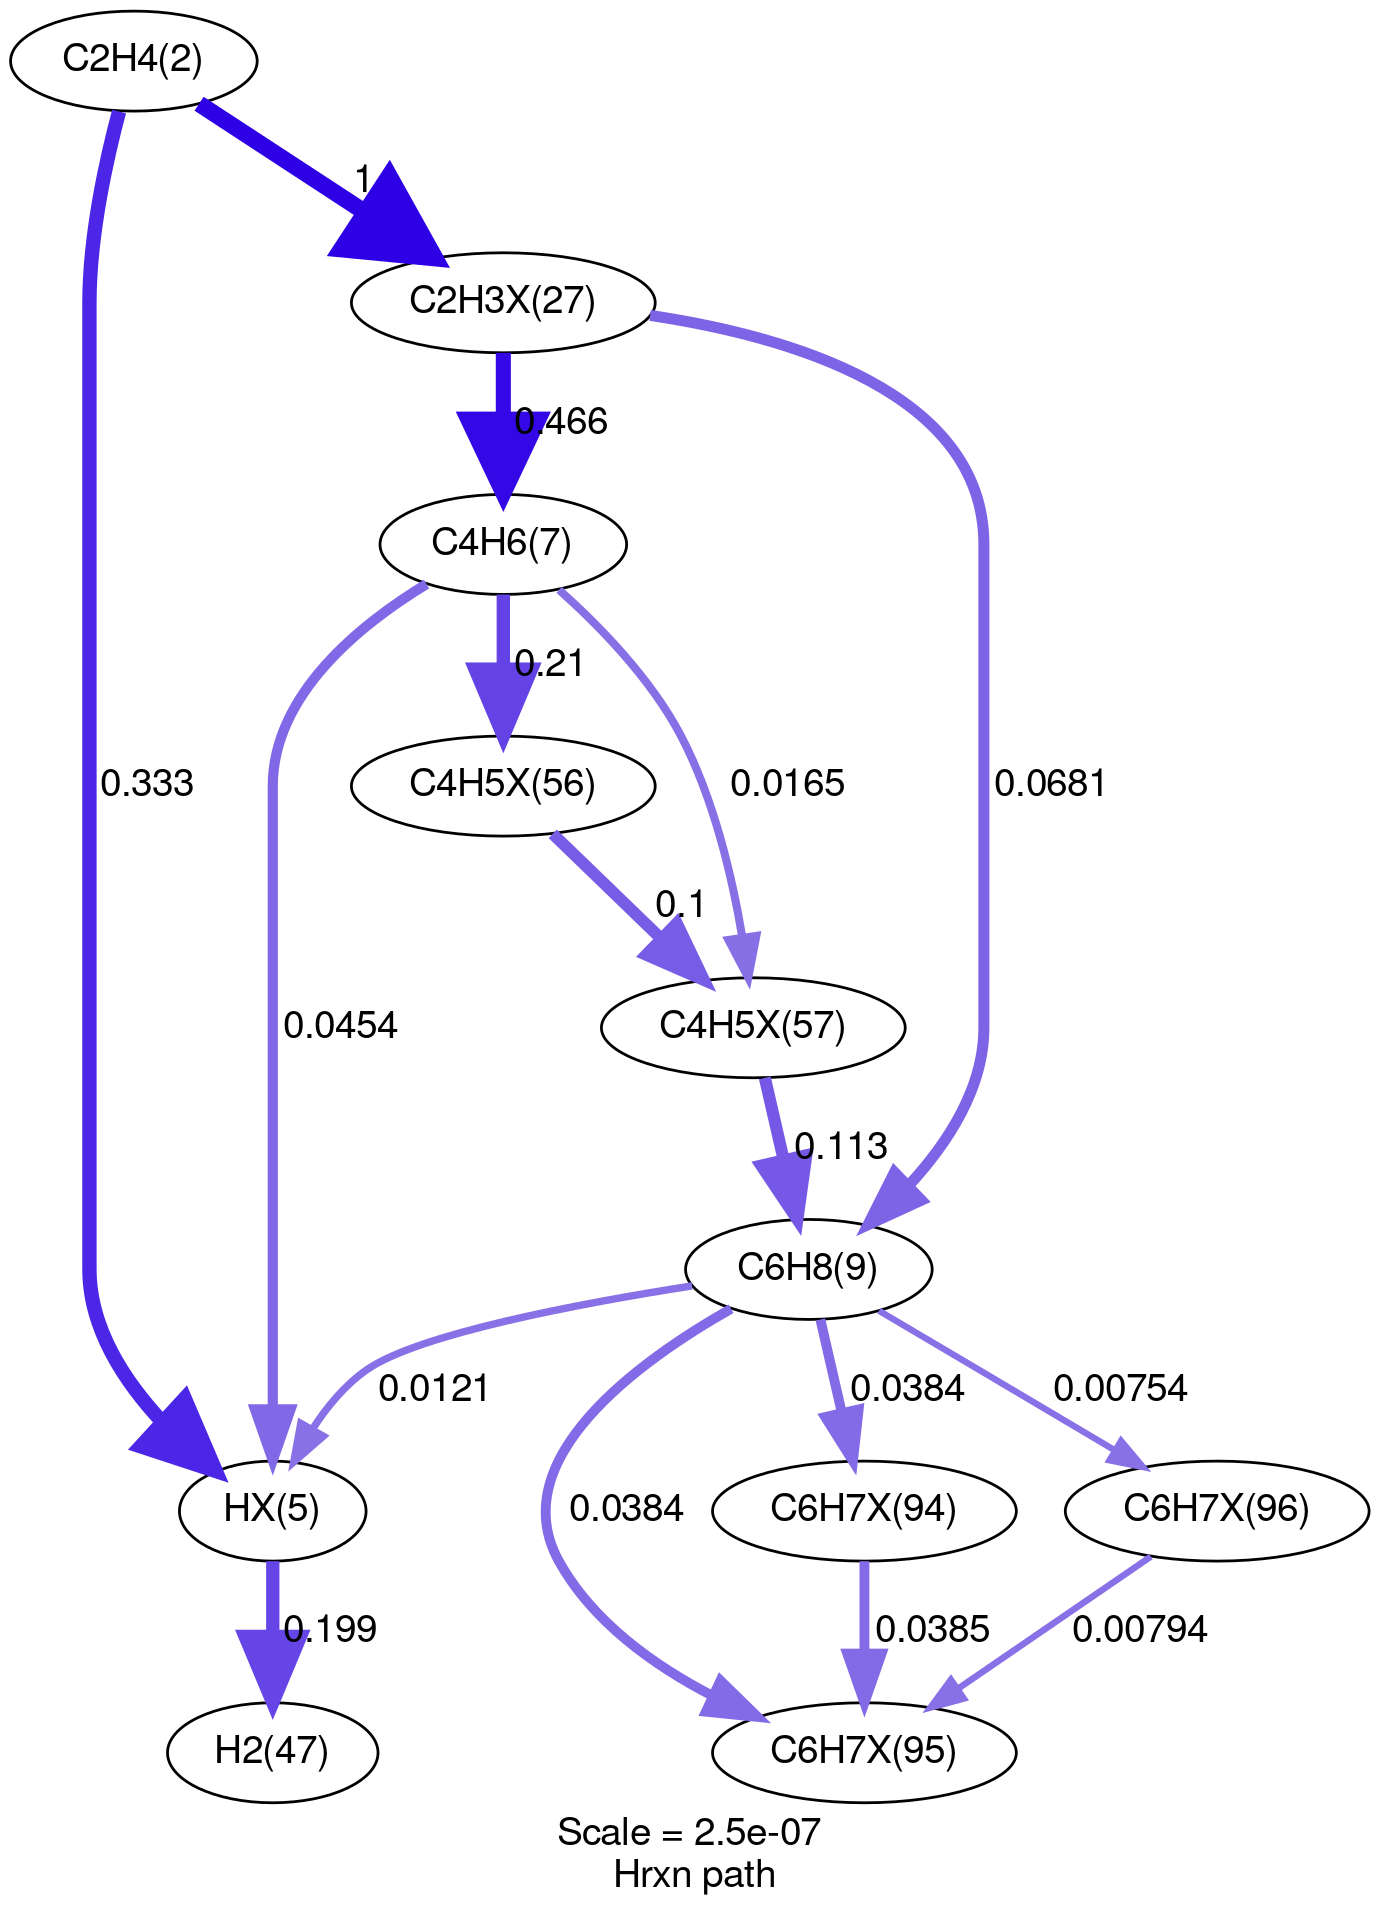 C2H4(2)
1
C2H3X(27)
0.466
C4H6(7)
0.21
0.333
C4H5X(56)
0.0165
0.0681
0.1
0.0454
C4H5X(57)
0.113
C6H8(9)
0.0121
0.0384
0.00754
HX(5)
0.0384
C6H7X(94)
C6H7X(96)
0.199
0.0385
0.00794
H2(47)
C6H7X(95)
Scale = 2.5e-07
Hrxn path